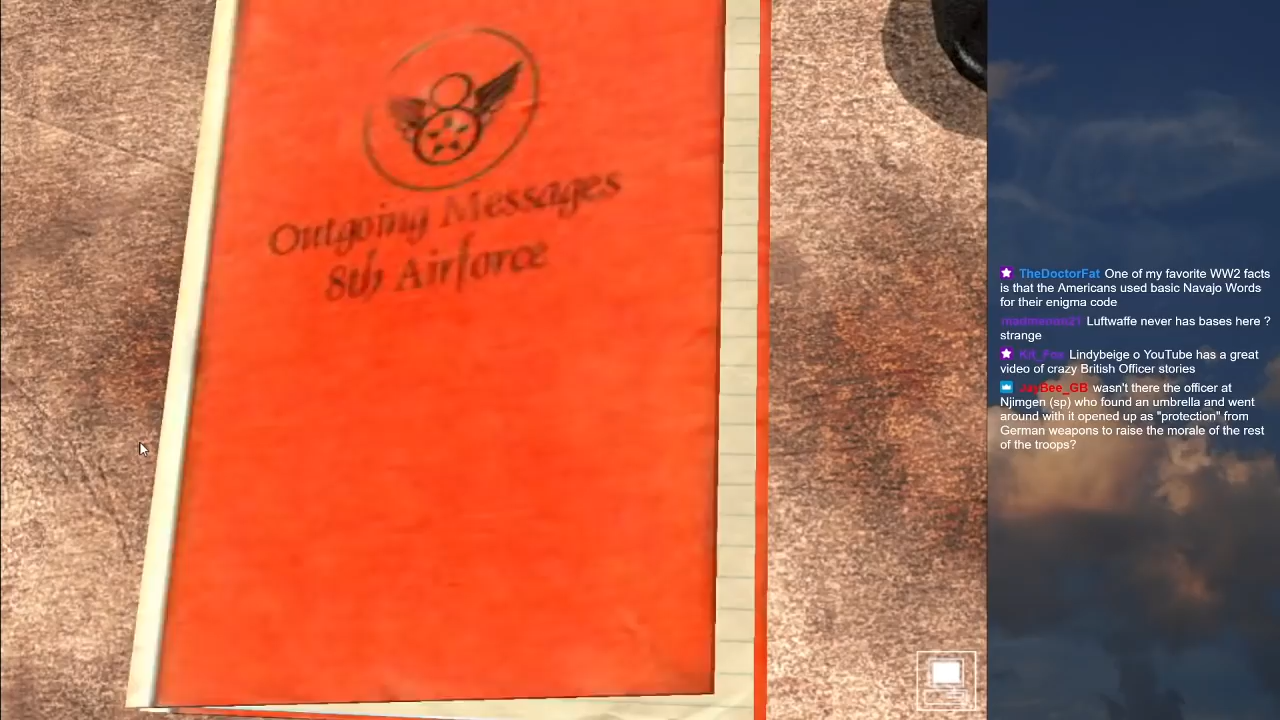 Outgoing Messages
8th Airforce
TheDoctorFat One of my favorite WW2 facts
is that the Americans used basic Navajo Words
for their enigma code
madmenon21 Luftwaffe never has bases here ?
strange
Kit_Fox Lindybeige o YouTube has a great
video of crazy British Officer stories
JayBee_GB wasn't there the officer at
Njimgen (sp) who found an umbrella and went
around with it opened up as "protection" from
German weapons to raise the morale of the rest
of the troops?